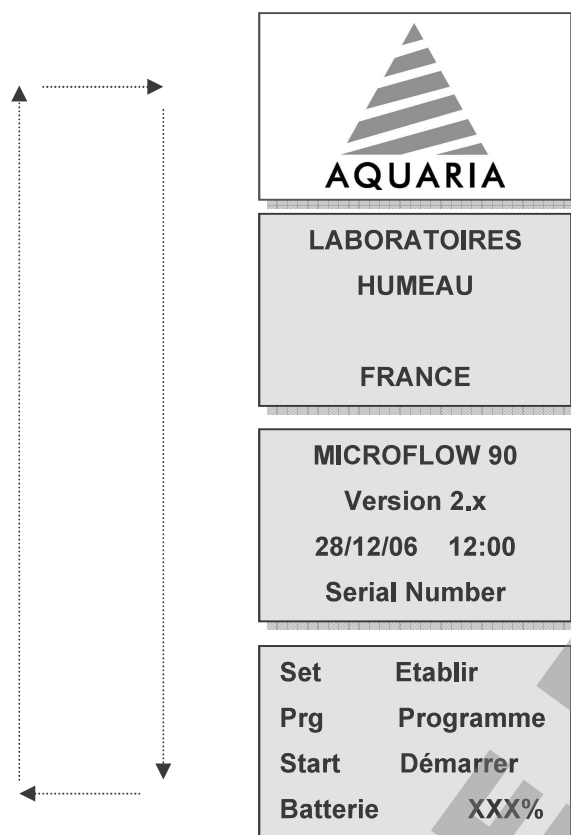 AQUARIA
LABORATOIRES
HUMEAU
FRANCE
MICROFLOW 90
Version 2.x
28/12/06 12:00
Serial Number
Set Etablir
Prg Programme
Start Démarrer
Batterie XXX%